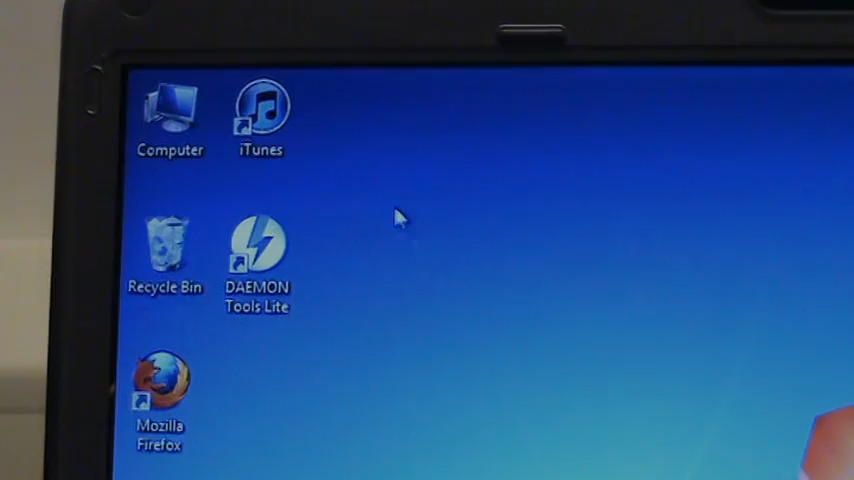 Computer
iTunes
Recycle Bin
DAEMON
Tools Lite
Mozilla
Firefox